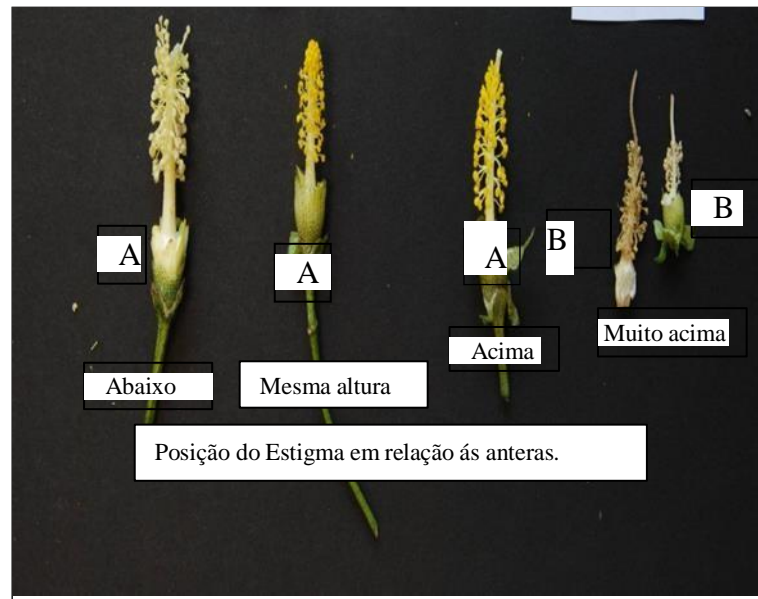 A
A
A
B
B
Abaixo
Mesma altura
Acima
Muito acima
Posição do Estigma em relação ás anteras.